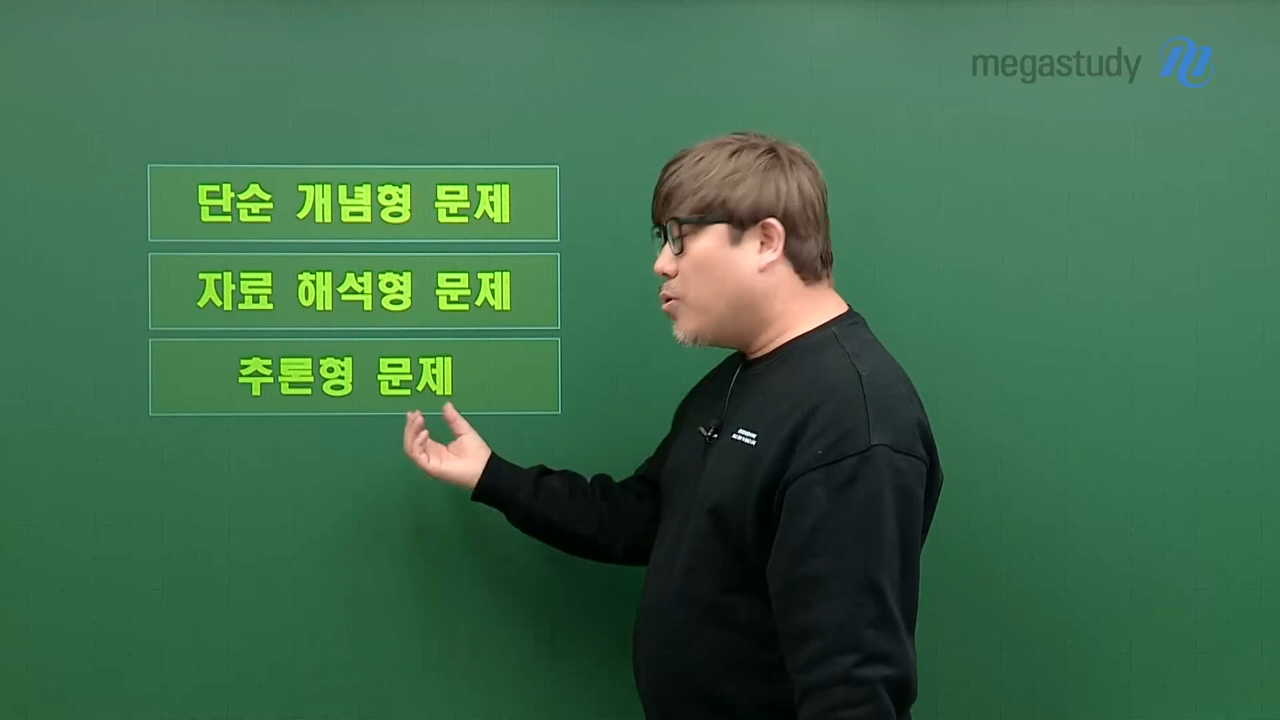 megastudy
단순 개념형 문제
자료 해석형 문제
추론형 문제